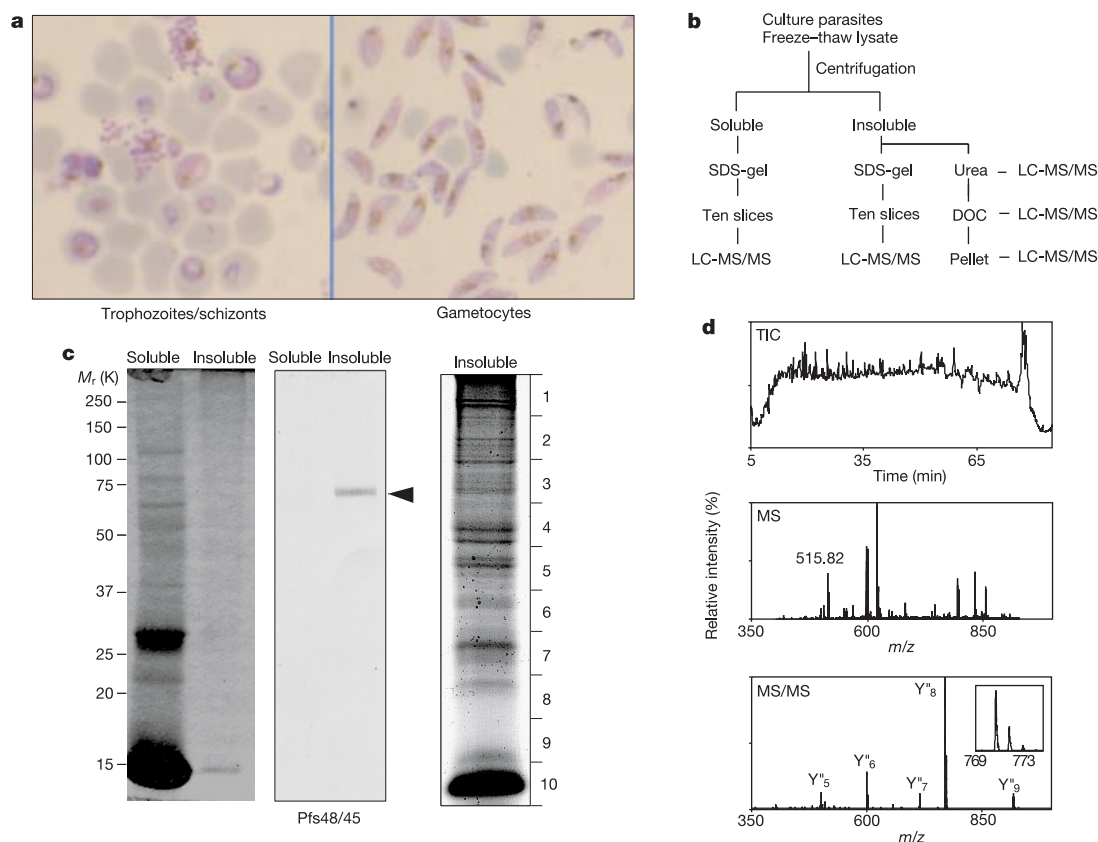 a
Trophozoites/schizonts
Gametocytes
b
Culture parasites
Freeze–thaw lysate
Centrifugation
Soluble Insoluble
SDS-gel SDS-gel Urea – LC-MS/MS
Ten slices Ten slices DOC – LC-MS/MS
LC-MS/MS LC-MS/MS Pellet – LC-MS/MS
c
Soluble Insoluble Soluble Insoluble Insoluble
Mr (K)
250
150
100
75
50
37
25
20
15
Pfs48/45
1
2
3
4
5
6
7
8
9
10
d
TIC
5 35 65
Time (min)
Relative intensity (%)
MS
515.82
350 600 850
m/z
MS/MS
Y"5
Y"6
Y"7
Y"8
Y"9
769 773
350 600 850
m/z